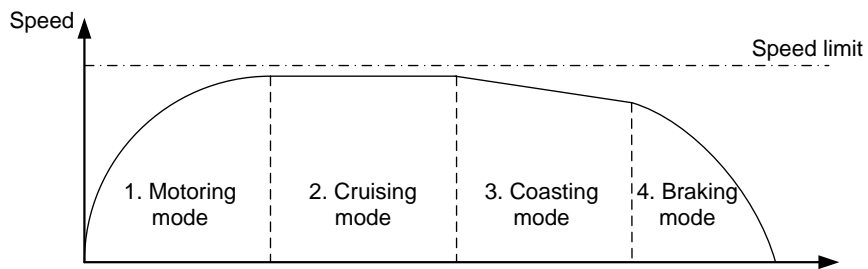 Speed
Speed limit
1. Motoring
mode
2. Cruising
mode
3. Coasting
mode
4. Braking
mode